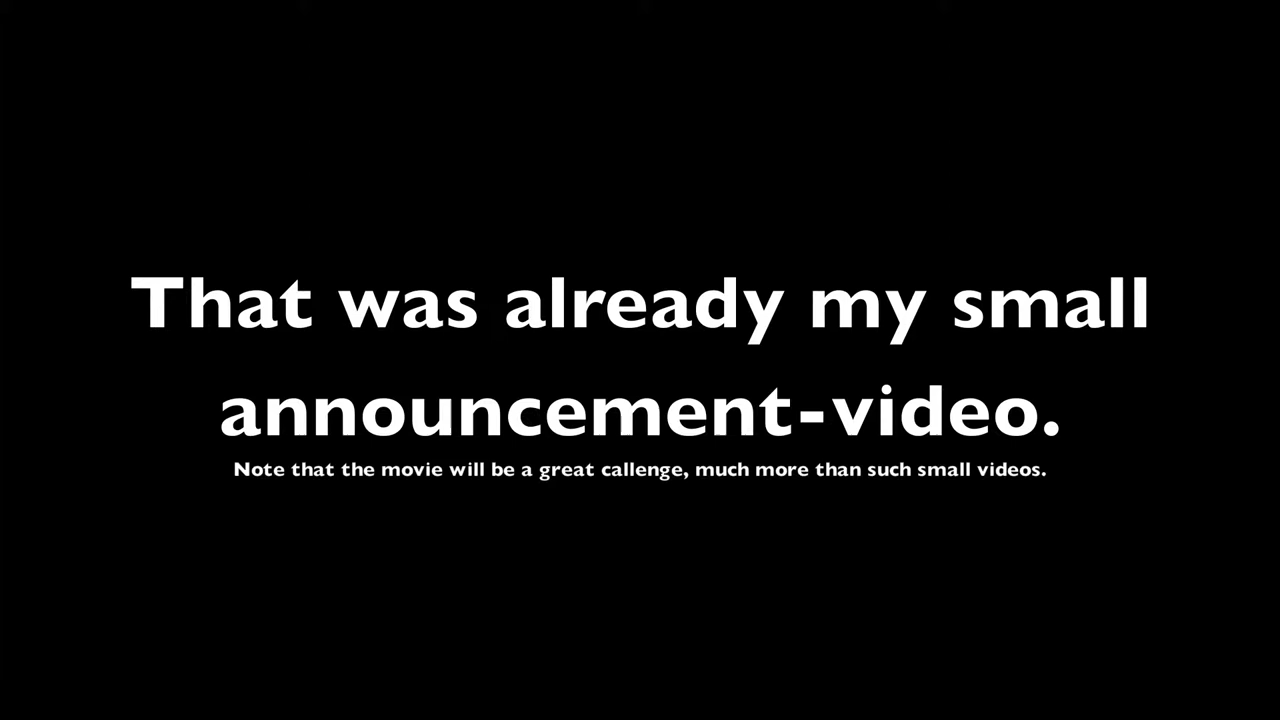 That was already my small
announcement-video.
Note that the movie will be a great callenge, much more than such small videos.